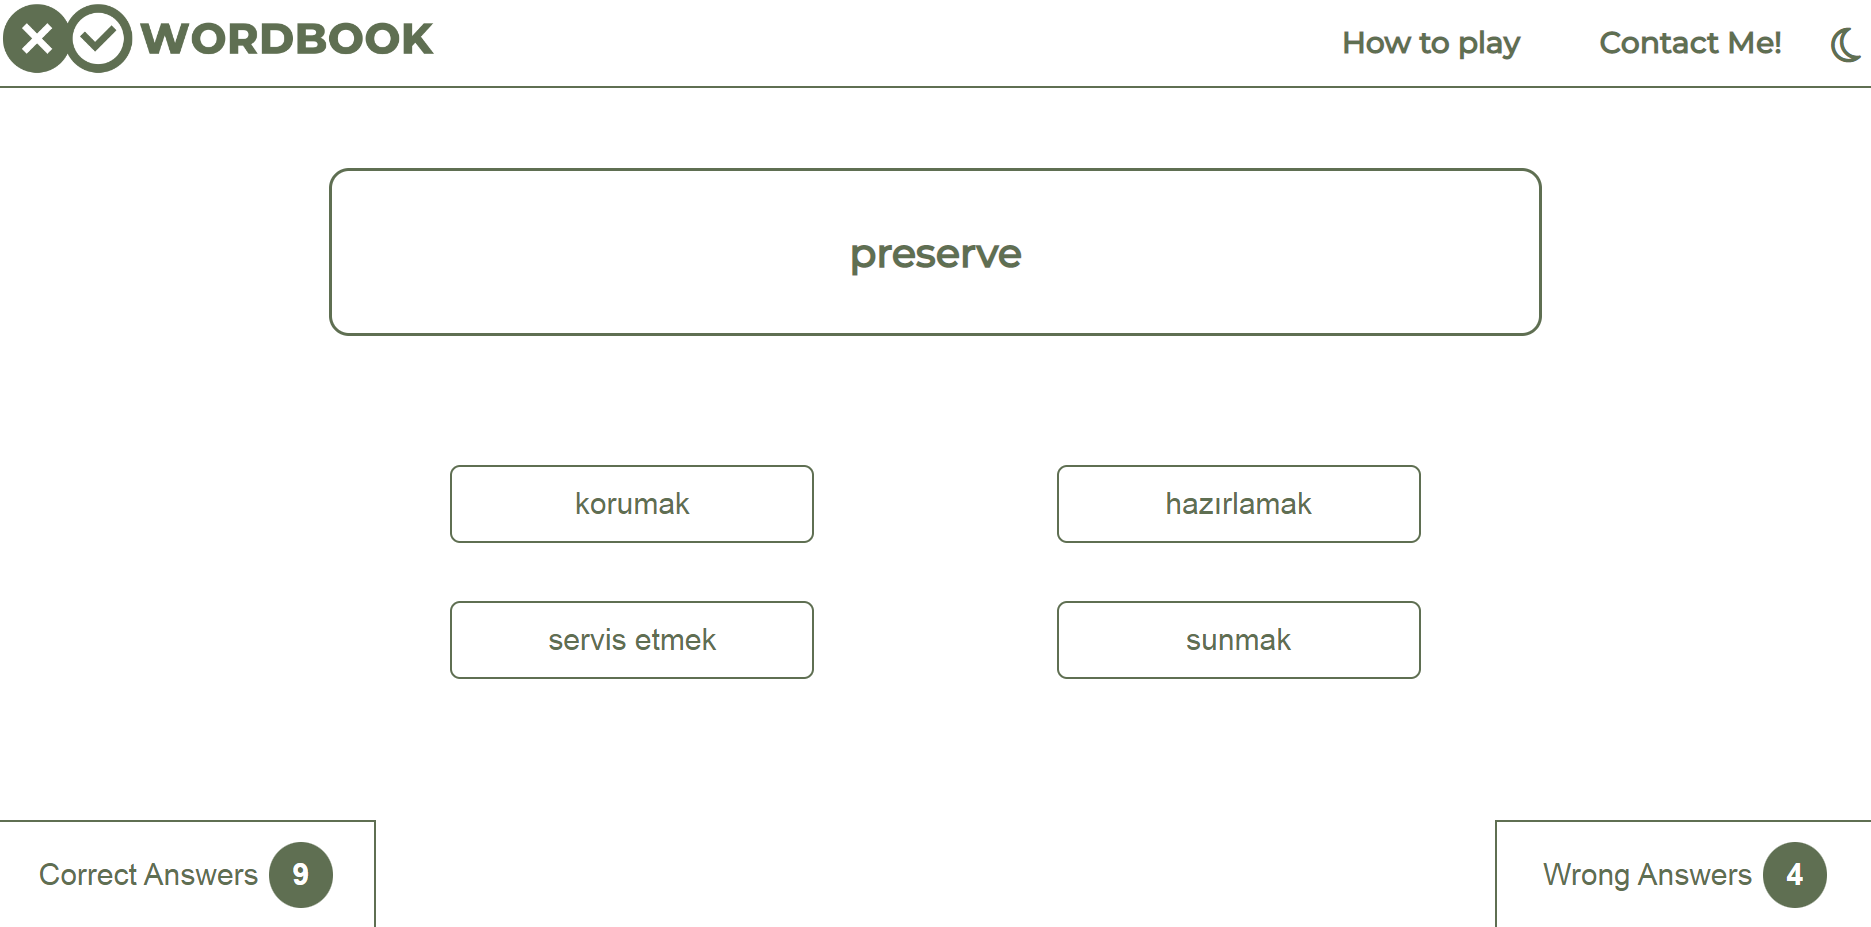 WORDBOOK
How to play
Contact Me!
preserve
korumak
hazırlamak
servis etmek
sunmak
Correct Answers 9
Wrong Answers 4